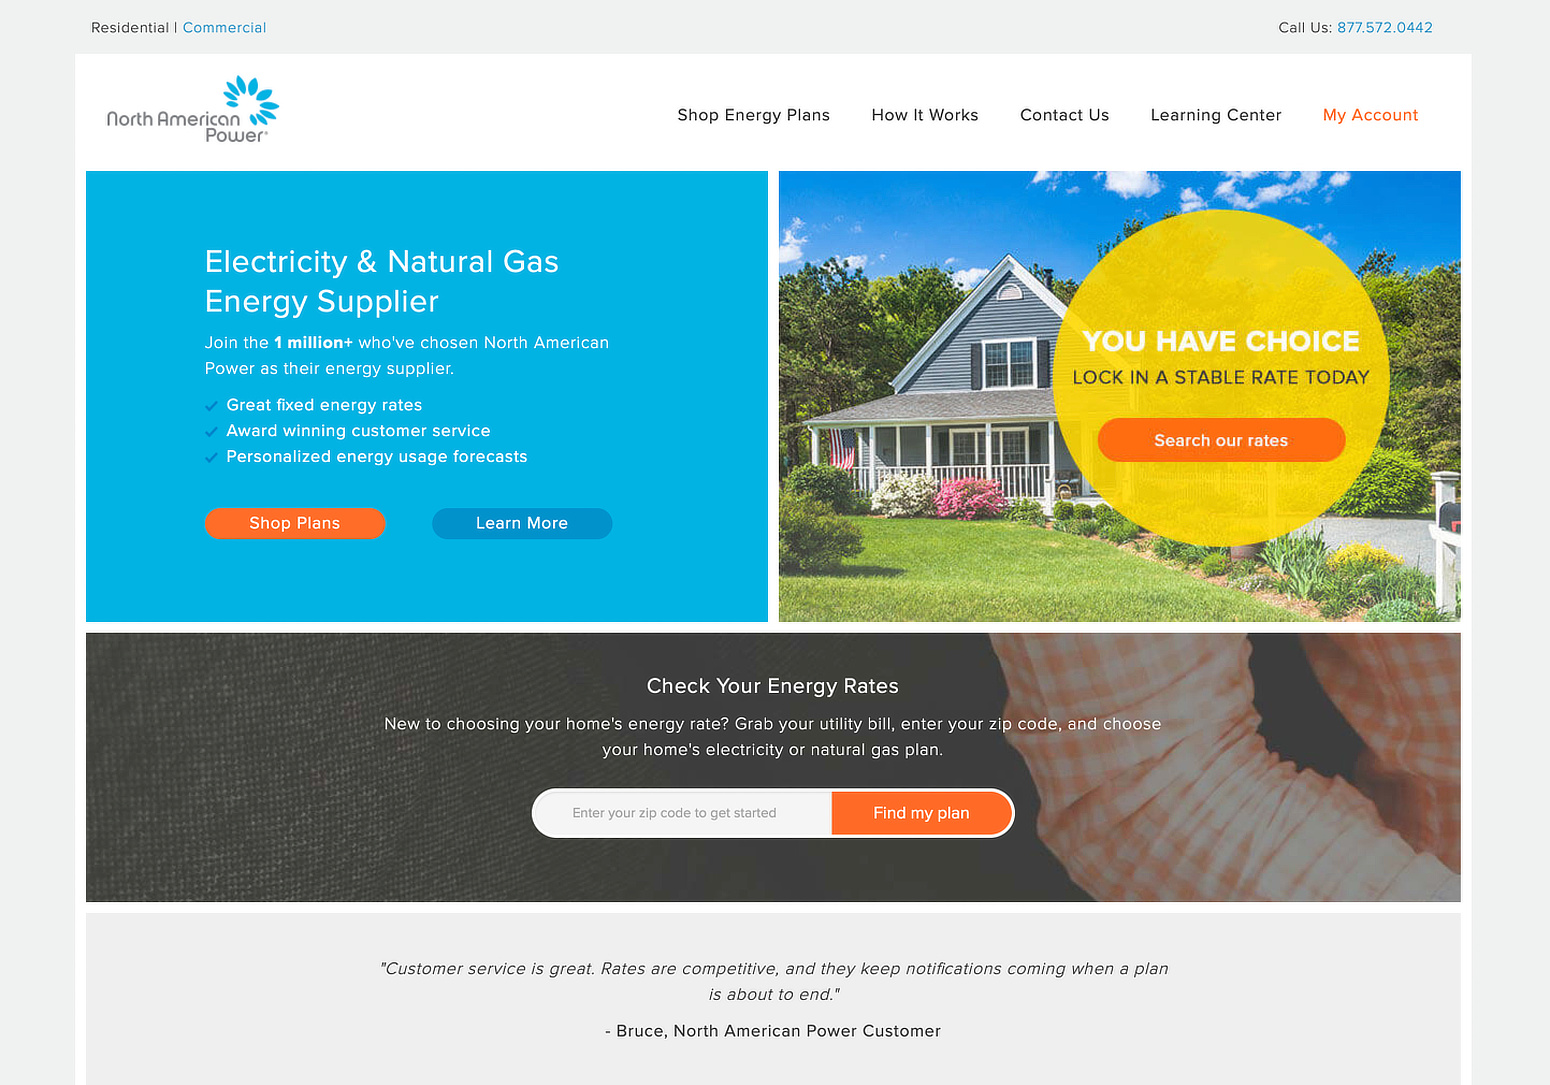 Residential | Commercial
Call Us: 877.572.0442
North American
Power®
Shop Energy Plans
How It Works
Contact Us
Learning Center
My Account
Electricity & Natural Gas
Energy Supplier
Join the 1 million+ who've chosen North American
Power as their energy supplier.
Great fixed energy rates
Award winning customer service
Personalized energy usage forecasts
Shop Plans
Learn More
YOU HAVE CHOICE
LOCK IN A STABLE RATE TODAY
Search our rates
Check Your Energy Rates
New to choosing your home's energy rate? Grab your utility bill, enter your zip code, and choose
your home's electricity or natural gas plan.
Enter your zip code to get started
Find my plan
"Customer service is great. Rates are competitive, and they keep notifications coming when a plan
is about to end."
- Bruce, North American Power Customer